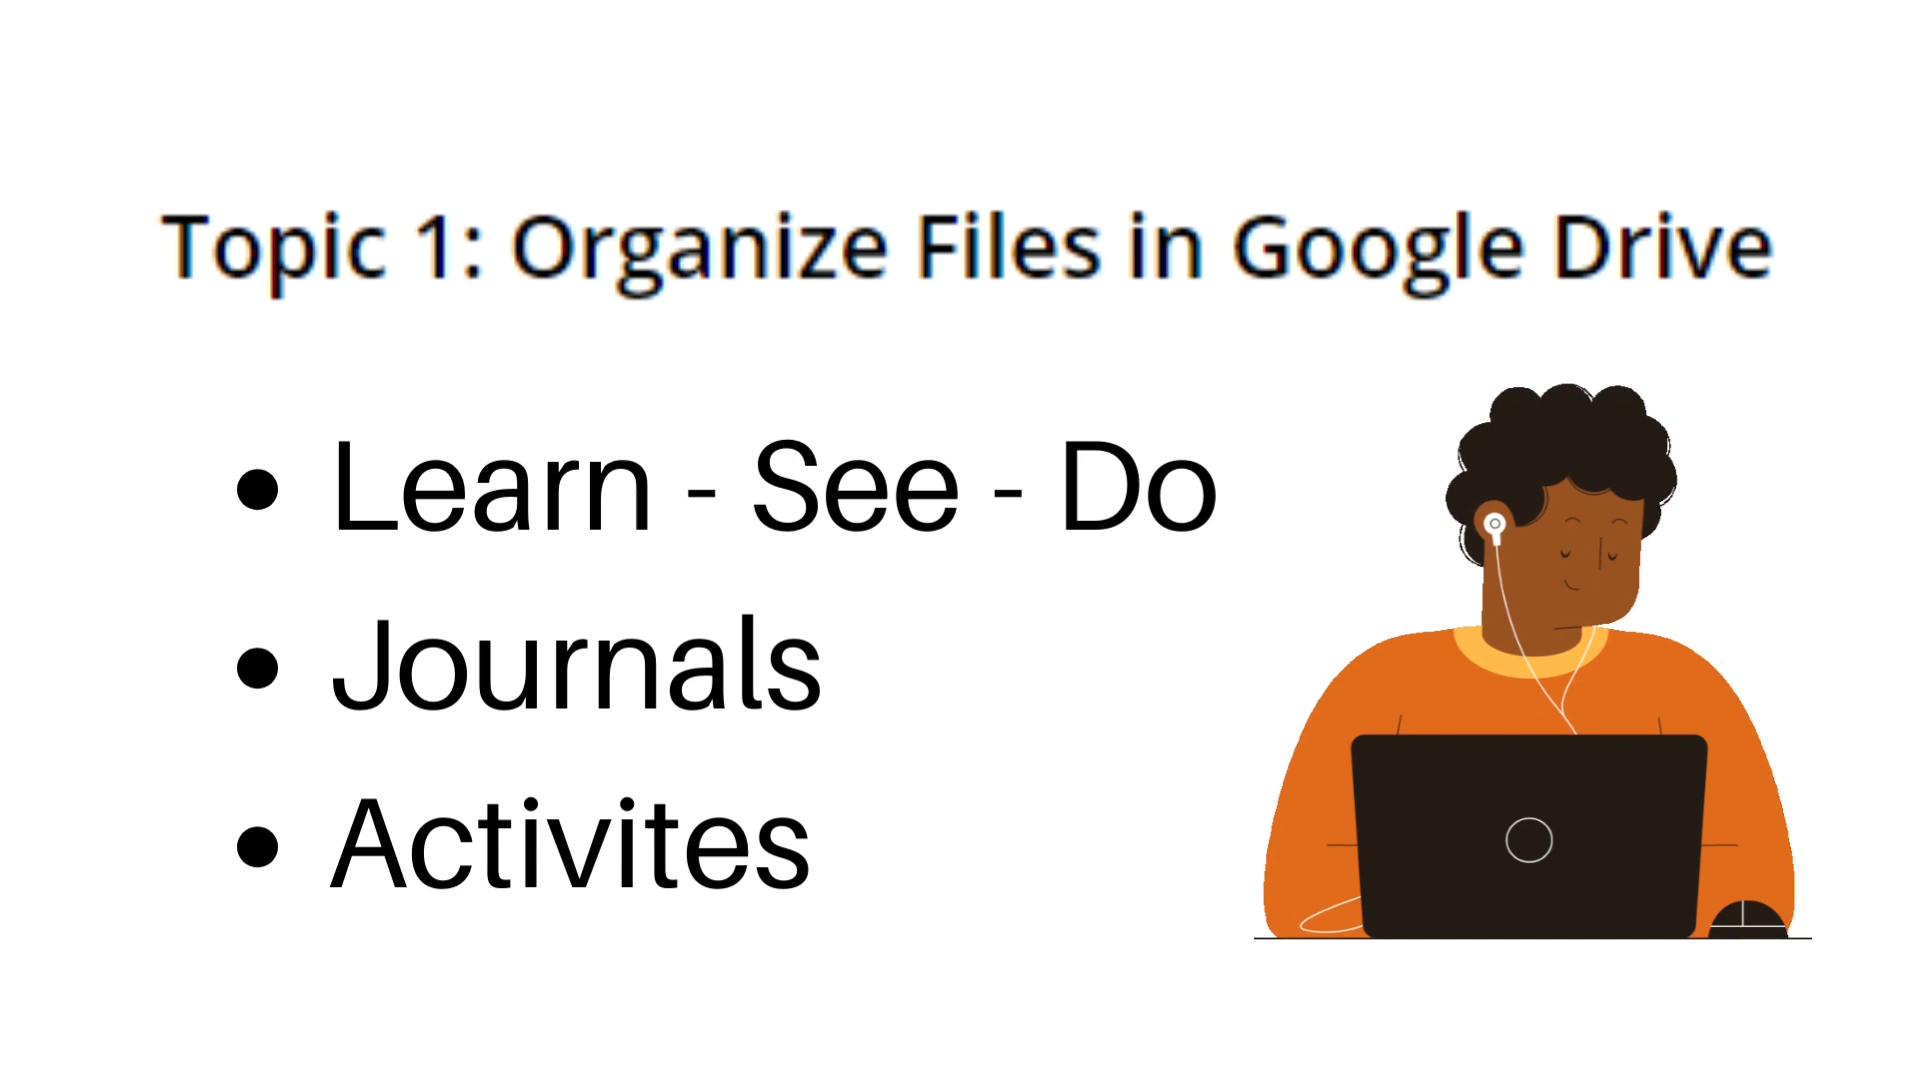 Topic 1: Organize Files in Google Drive
• Learn - See - Do
• Journals
• Activites